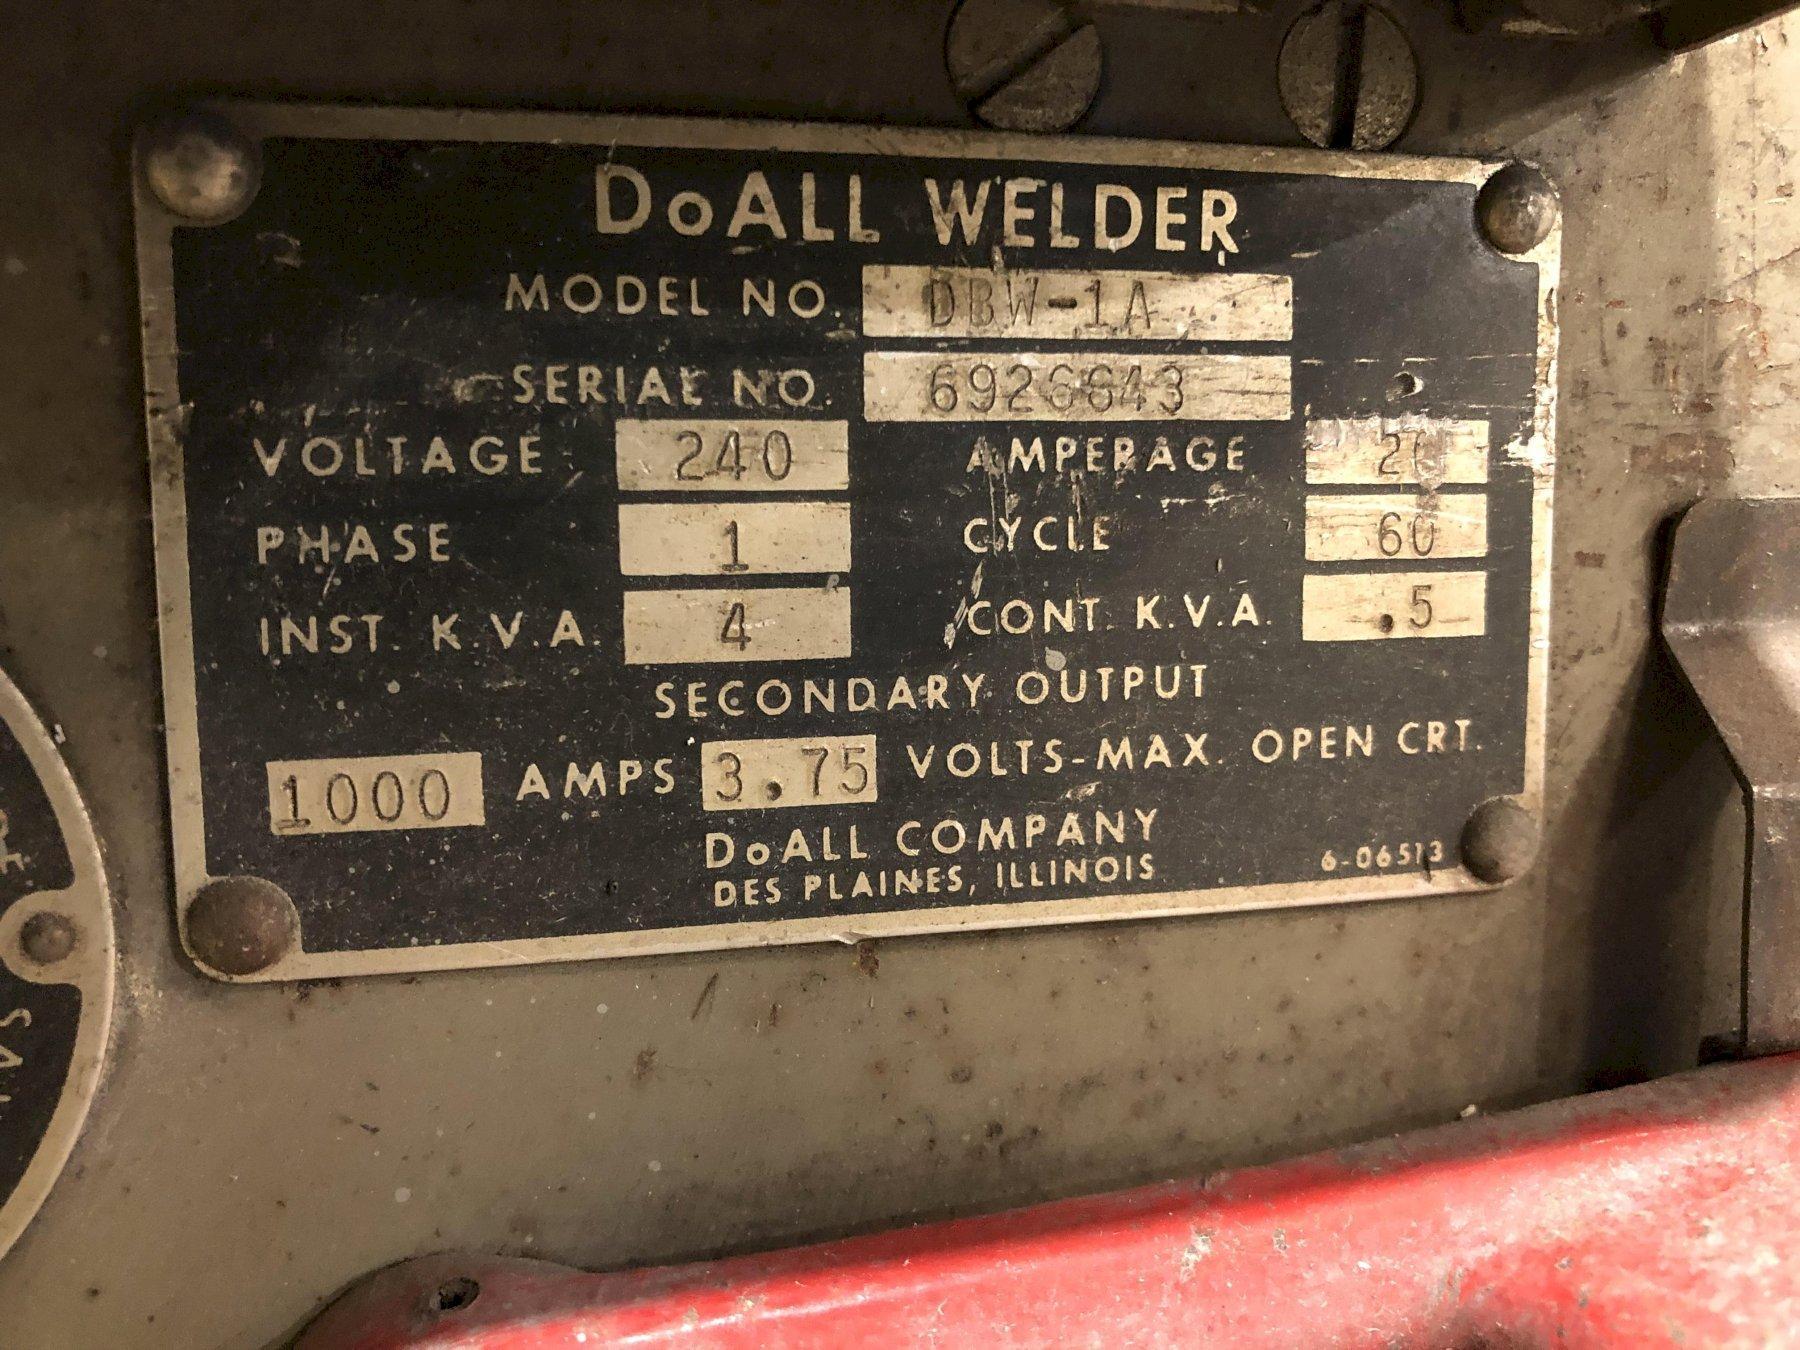 DoALL WELDER
MODEL NO. DBW-1A
SERIAL NO. 6926643
VOLTAGE 240 AMPERAGE
PHASE 1 CYCLE 60
INST. K.V.A. 4 CONT. K.V.A. .5
SECONDARY OUTPUT
1000 AMPS 3.75 VOLTS-MAX. OPEN CRT.
DoALL COMPANY
DES PLAINES, ILLINOIS
6-06513